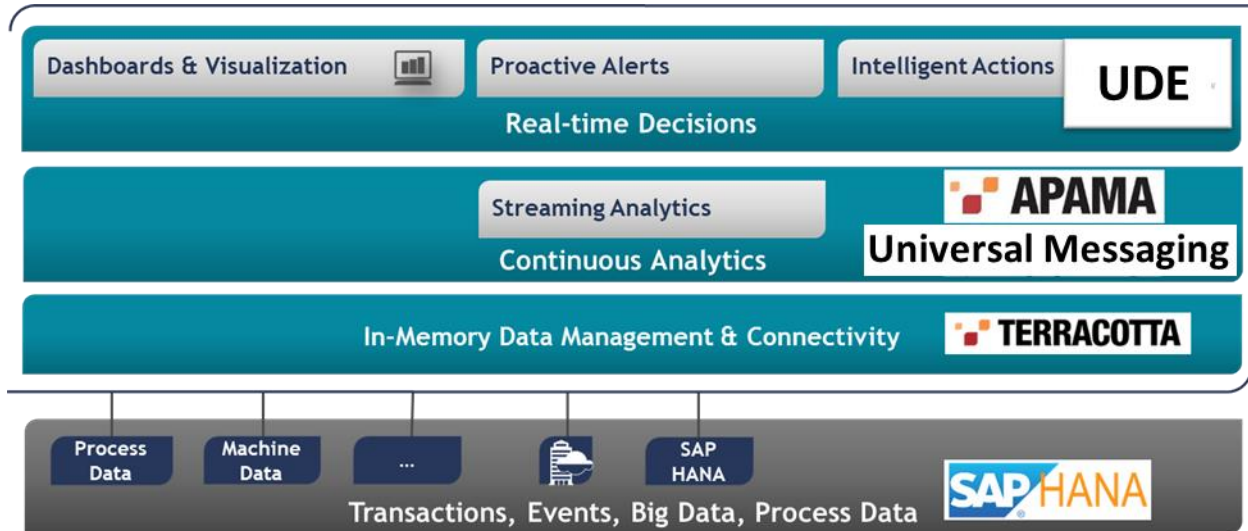 Dashboards & Visualization
Proactive Alerts
Intelligent Actions
UDE
Real-time Decisions
Streaming Analytics
APAMA
Universal Messaging
Continuous Analytics
In-Memory Data Management & Connectivity
TERRACOTTA
Process
Data
Machine
Data
...
SAP
HANA
SAP HANA
Transactions, Events, Big Data, Process Data